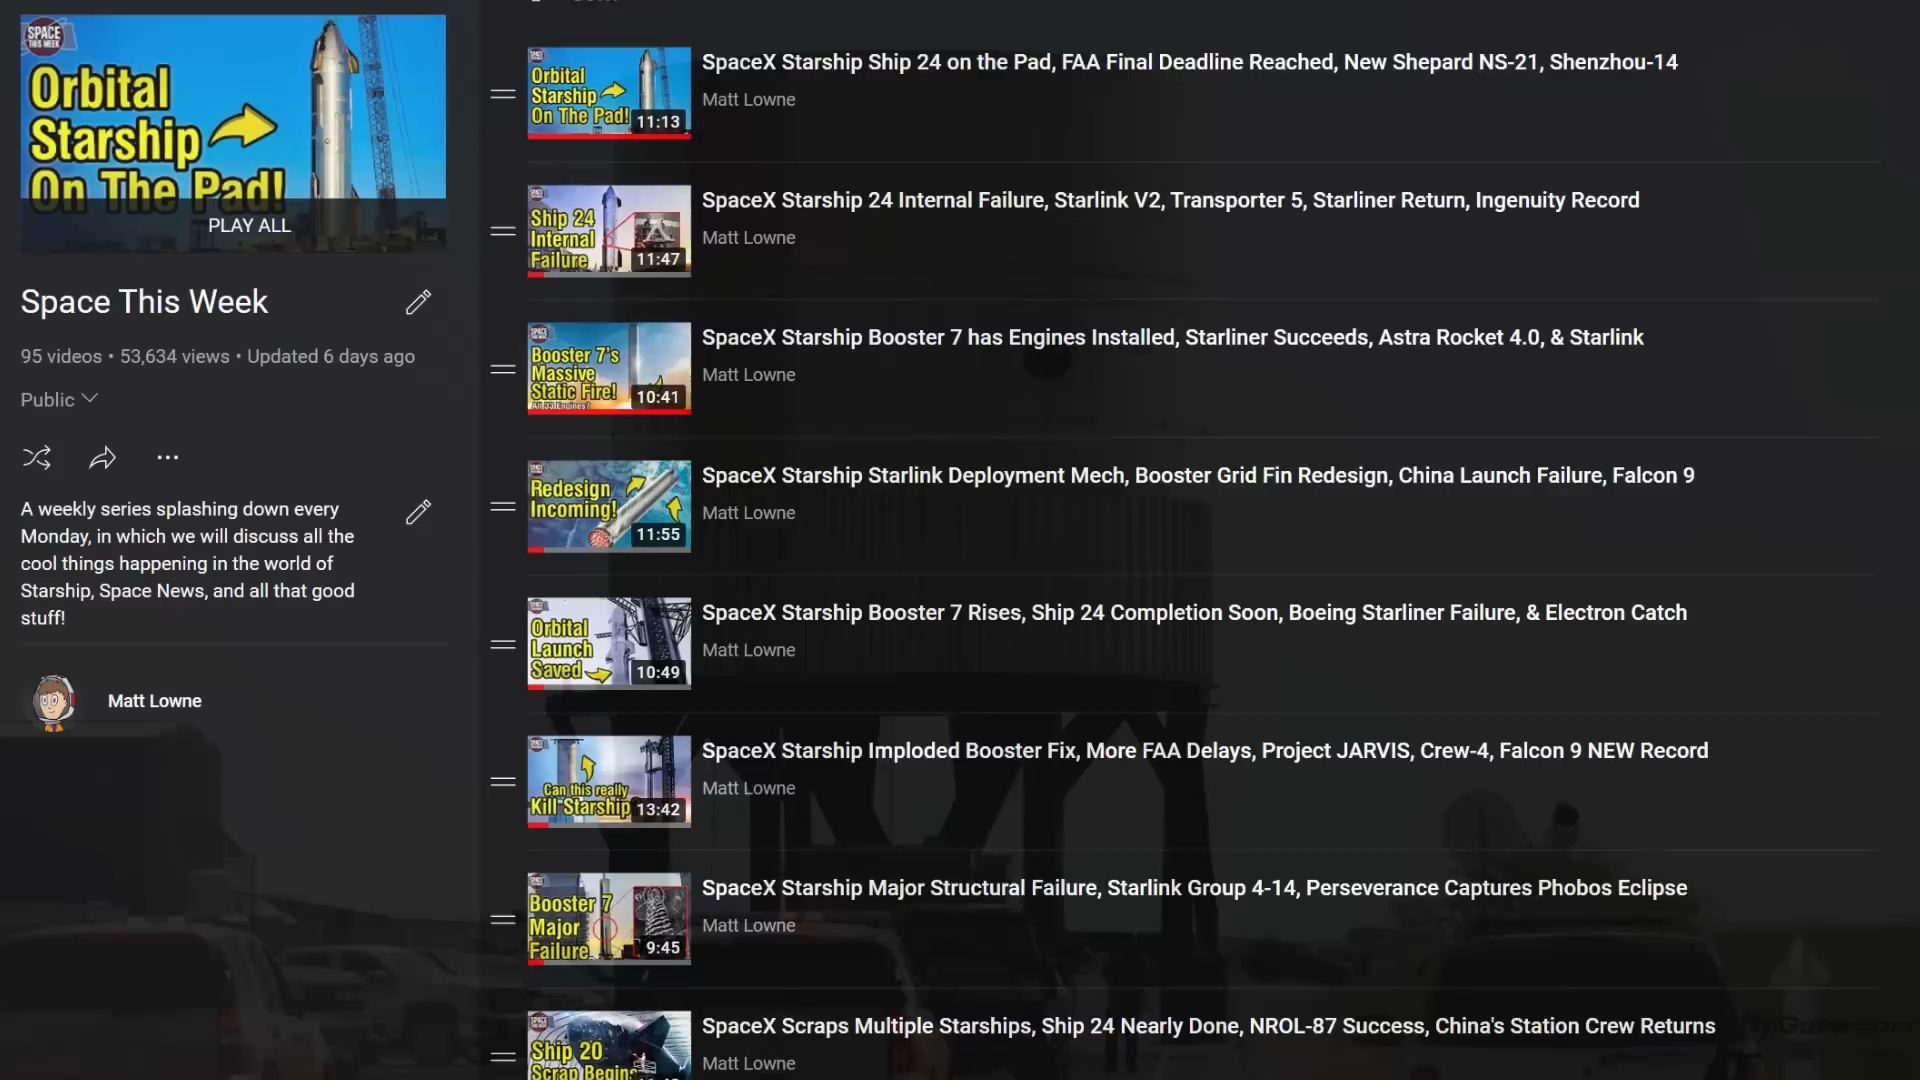 SPACE THIS WEEK
Orbital
Starship
On The Pad!
PLAY ALL
Space This Week
95 videos • 53,634 views • Updated 6 days ago
Public
A weekly series splashing down every
Monday, in which we will discuss all the
cool things happening in the world of
Starship, Space News, and all that good
stuff!
Matt Lowne
Orbital
Starship
On The Pad!
11:13
SpaceX Starship Ship 24 on the Pad, FAA Final Deadline Reached, New Shepard NS-21, Shenzhou-14
Matt Lowne
Ship 24
Internal
Failure
11:47
SpaceX Starship 24 Internal Failure, Starlink V2, Transporter 5, Starliner Return, Ingenuity Record
Matt Lowne
Booster 7's
Massive
Static Fire!
All 33 Engines?
10:41
SpaceX Starship Booster 7 has Engines Installed, Starliner Succeeds, Astra Rocket 4.0, & Starlink
Matt Lowne
Redesign
Incoming!
11:55
SpaceX Starship Starlink Deployment Mech, Booster Grid Fin Redesign, China Launch Failure, Falcon 9
Matt Lowne
Orbital
Launch
Saved
10:49
SpaceX Starship Booster 7 Rises, Ship 24 Completion Soon, Boeing Starliner Failure, & Electron Catch
Matt Lowne
Can this really
Kill Starship
13:42
SpaceX Starship Imploded Booster Fix, More FAA Delays, Project JARVIS, Crew-4, Falcon 9 NEW Record
Matt Lowne
Booster 7
Major
Failure
9:45
SpaceX Starship Major Structural Failure, Starlink Group 4-14, Perseverance Captures Phobos Eclipse
Matt Lowne
Ship 20
Scrap Begins
SpaceX Scraps Multiple Starships, Ship 24 Nearly Done, NROL-87 Success, China's Station Crew Returns
Matt Lowne